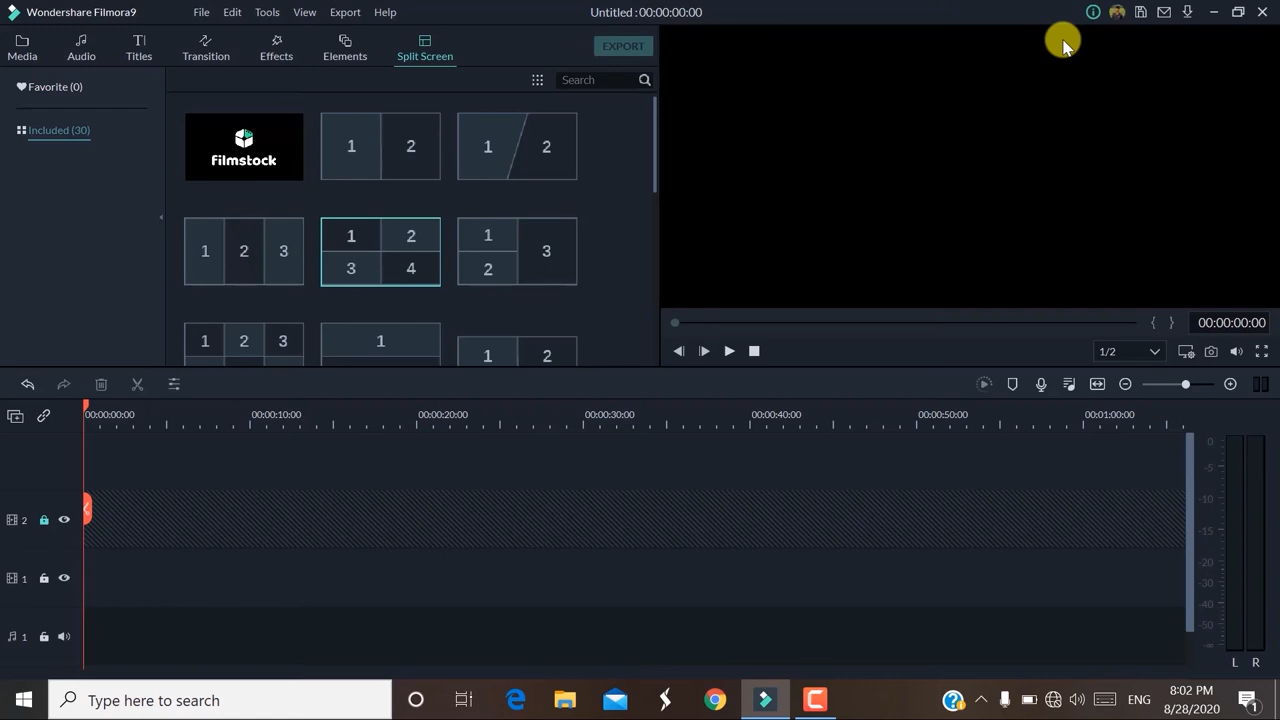 Wondershare Filmora9 File Edit Tools View Export Help Untitled : 00:00:00:00
Media Audio Titles Transition Effects Elements Split Screen EXPORT
Favorite (0)
Included (30)
Search
filmstock
1 2
1 2
1 2 3
1 2
3 4
1
2
3
1 2 3
1
1 2
00:00:00:00
1/2
00:00:00:00 00:00:10:00 00:00:20:00 00:00:30:00 00:00:40:00 00:00:50:00 00:01:00:00
2
1
1
0
-5
-10
-15
-20
-30
-40
-50
-∞
L R
Type here to search
ENG
8:02 PM
8/28/2020
1